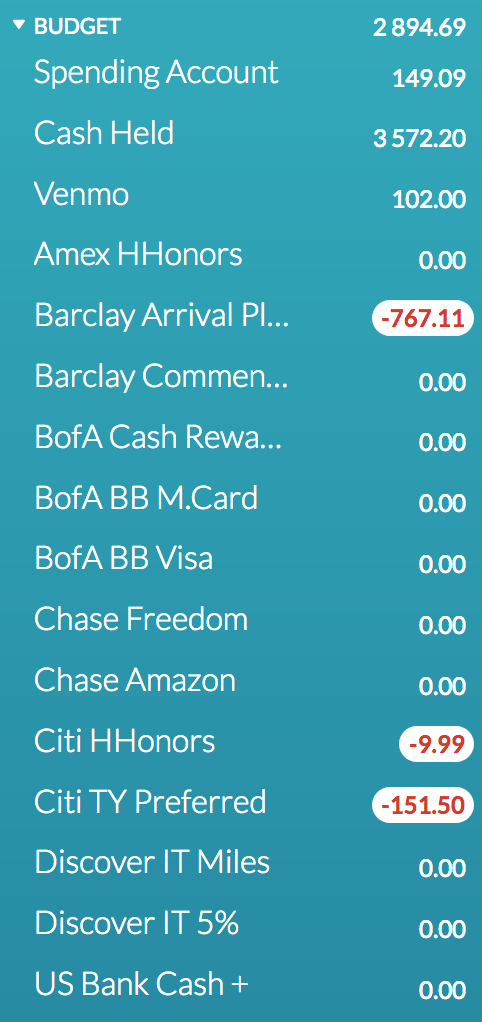 BUDGET 2 894.69
Spending Account 149.09
Cash Held 3 572.20
Venmo 102.00
Amex HHonors 0.00
Barclay Arrival Pl... -767.11
Barclay Commen... 0.00
BofA Cash Rewa... 0.00
BofA BB M.Card 0.00
BofA BB Visa 0.00
Chase Freedom 0.00
Chase Amazon 0.00
Citi HHonors -9.99
Citi TY Preferred -151.50
Discover IT Miles 0.00
Discover IT 5% 0.00
US Bank Cash + 0.00